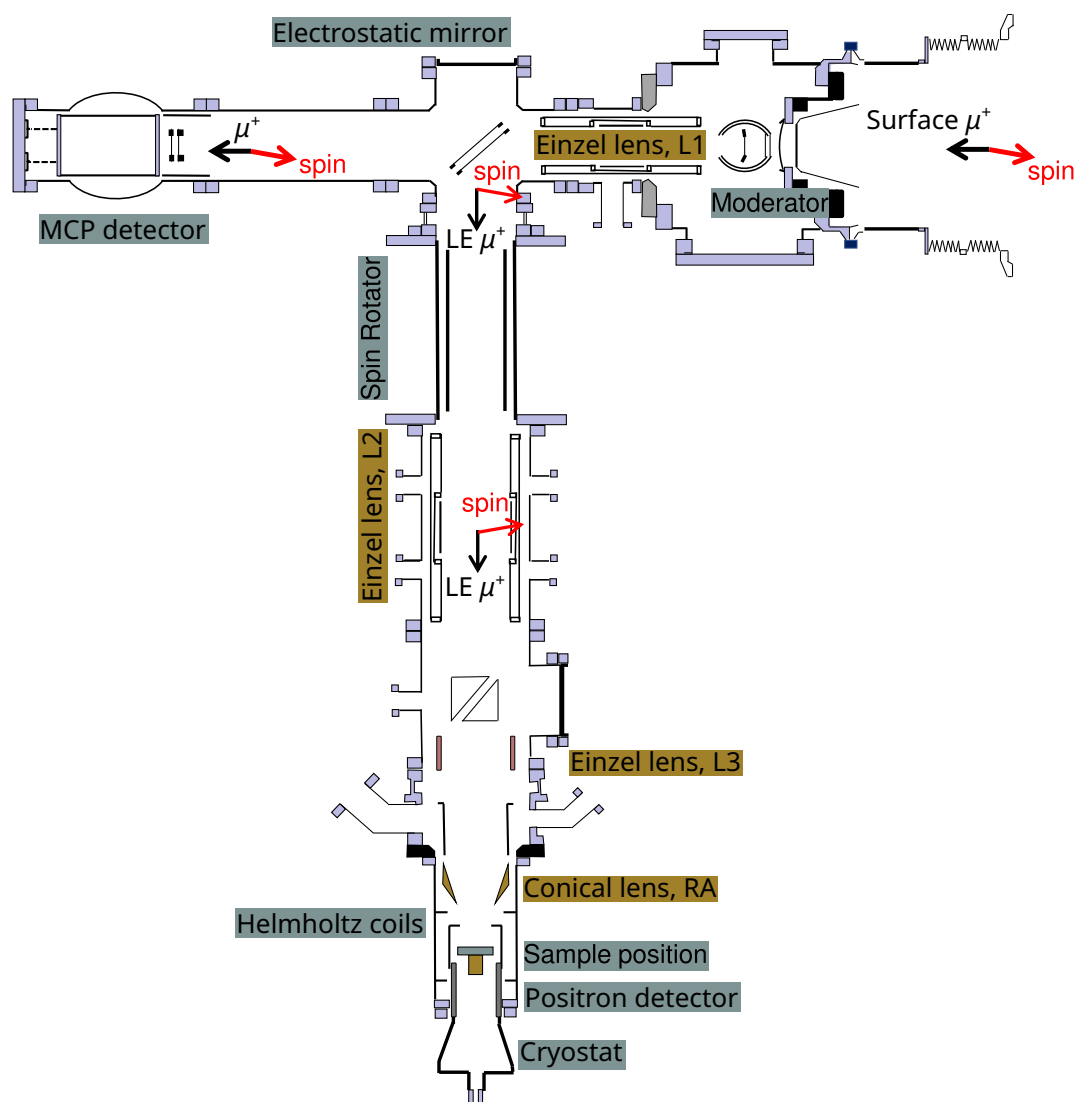 Electrostatic mirror
Surface μ⁺
spin
Einzel lens, L1
Moderator
μ⁺
spin
MCP detector
spin
LE μ⁺
Spin Rotator
Einzel lens, L2
spin
LE μ⁺
Einzel lens, L3
Conical lens, RA
Helmholtz coils
Sample position
Positron detector
Cryostat